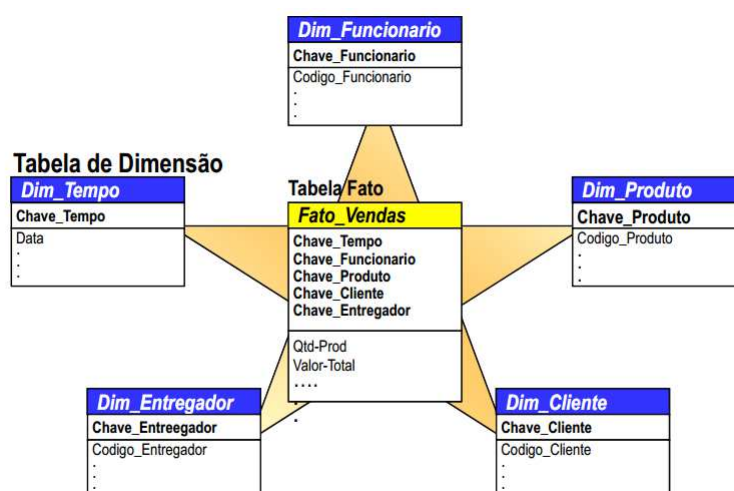 Dim_Funcionario
Chave_Funcionario
Codigo_Funcionario
.
.
.
Tabela de Dimensão
Dim_Tempo
Chave_Tempo
Data
.
.
.
Tabela Fato
Fato_Vendas
Chave_Tempo
Chave_Funcionario
Chave_Produto
Chave_Cliente
Chave_Entregador
Qtd-Prod
Valor-Total
....
.
.
Dim_Produto
Chave_Produto
Codigo_Produto
.
.
.
Dim_Entregador
Chave_Entreegador
Codigo_Entregador
.
.
.
Dim_Cliente
Chave_Cliente
Codigo_Cliente
.
.
.